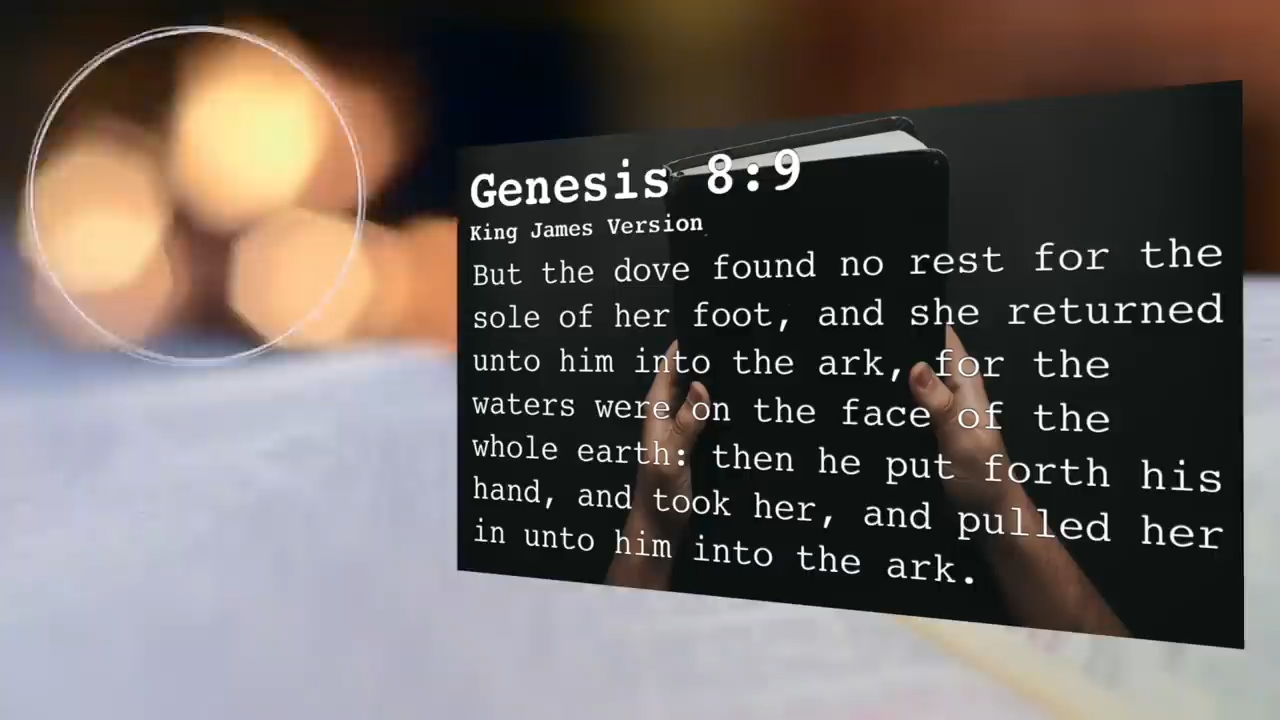 Genesis 8:9
King James Version
But the dove found no rest for the
sole of her foot, and she returned
unto him into the ark, for the
waters were on the face of the
whole earth: then he put forth his
hand, and took her, and pulled her
in unto him into the ark.